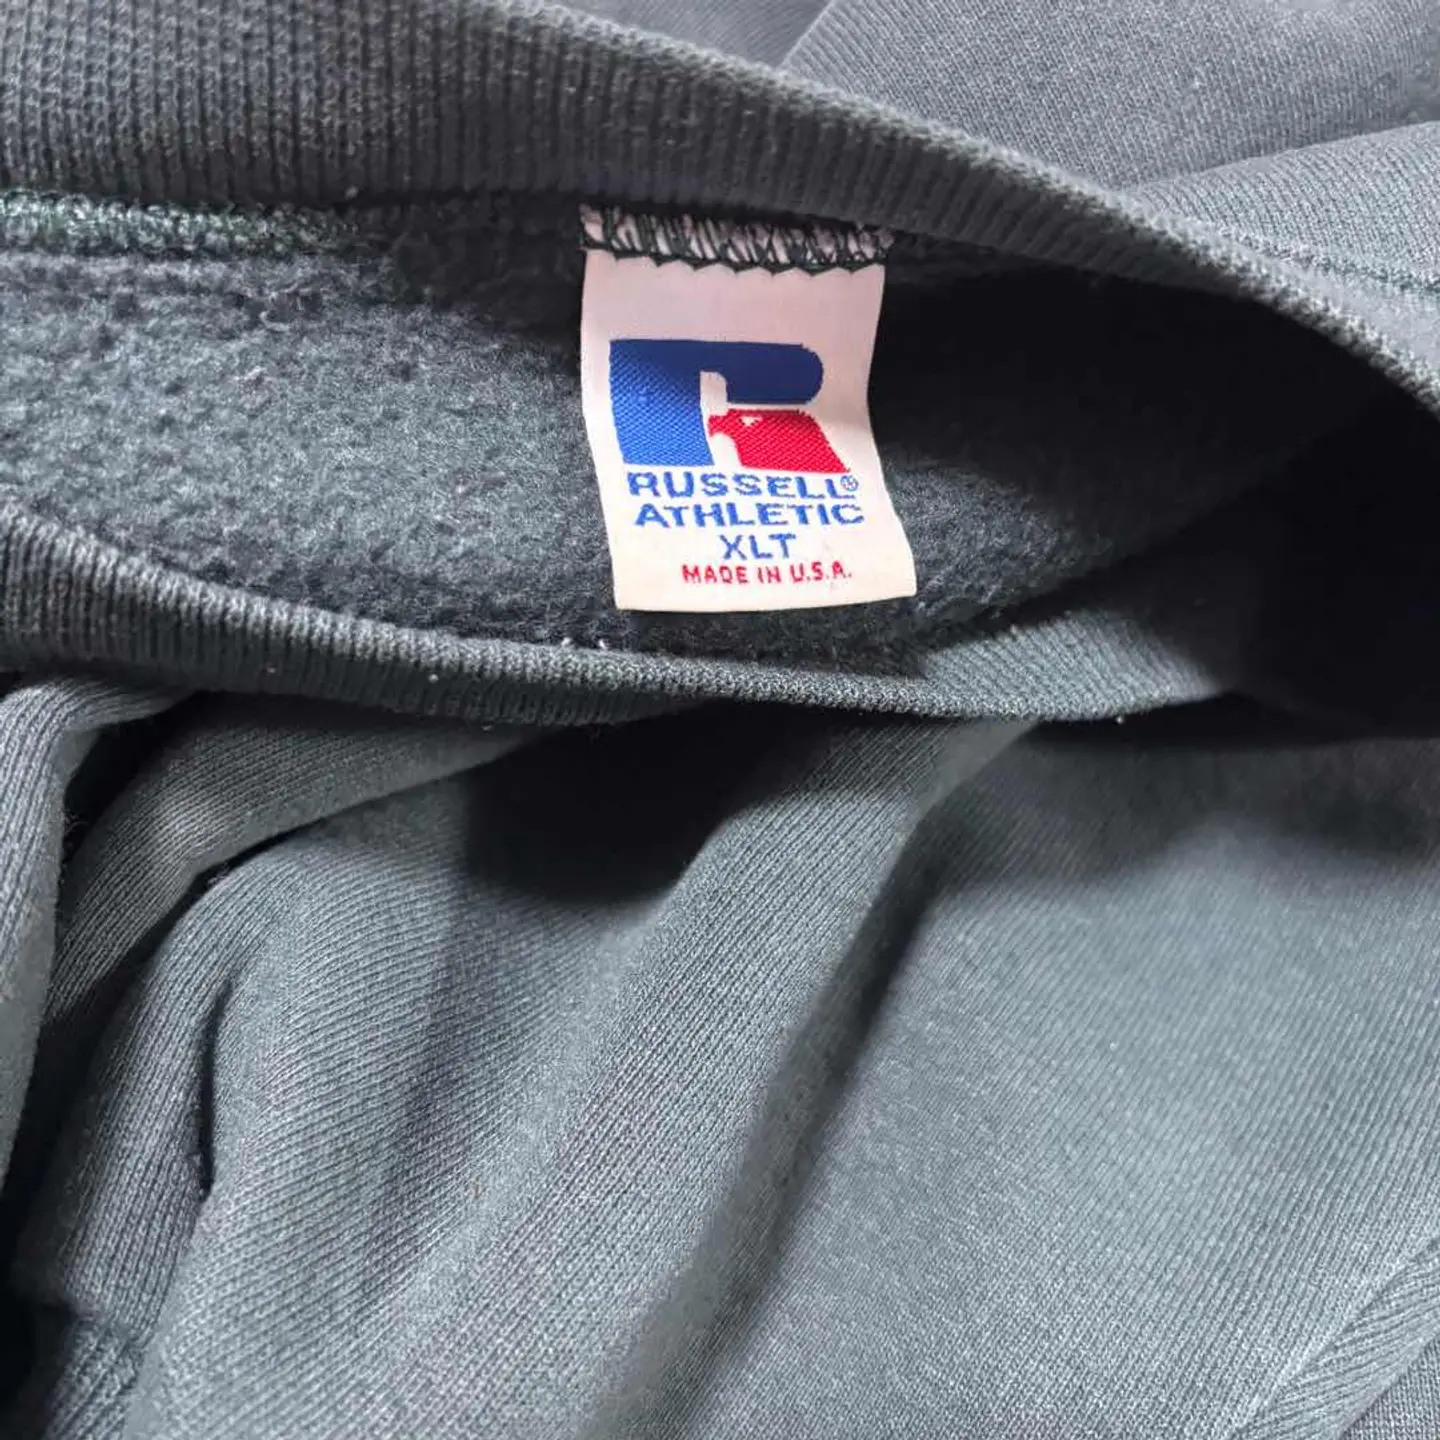 RUSSELL®
ATHLETIC
XLT
MADE IN U.S.A.